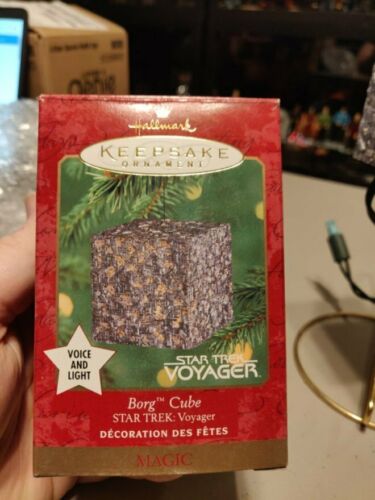 Hallmark
KEEPSAKE
ORNAMENT
VOICE
AND
LIGHT
STAR TREK
VOYAGER
Borg™ Cube
STAR TREK: Voyager
DÉCORATION DES FÊTES
MAGIC